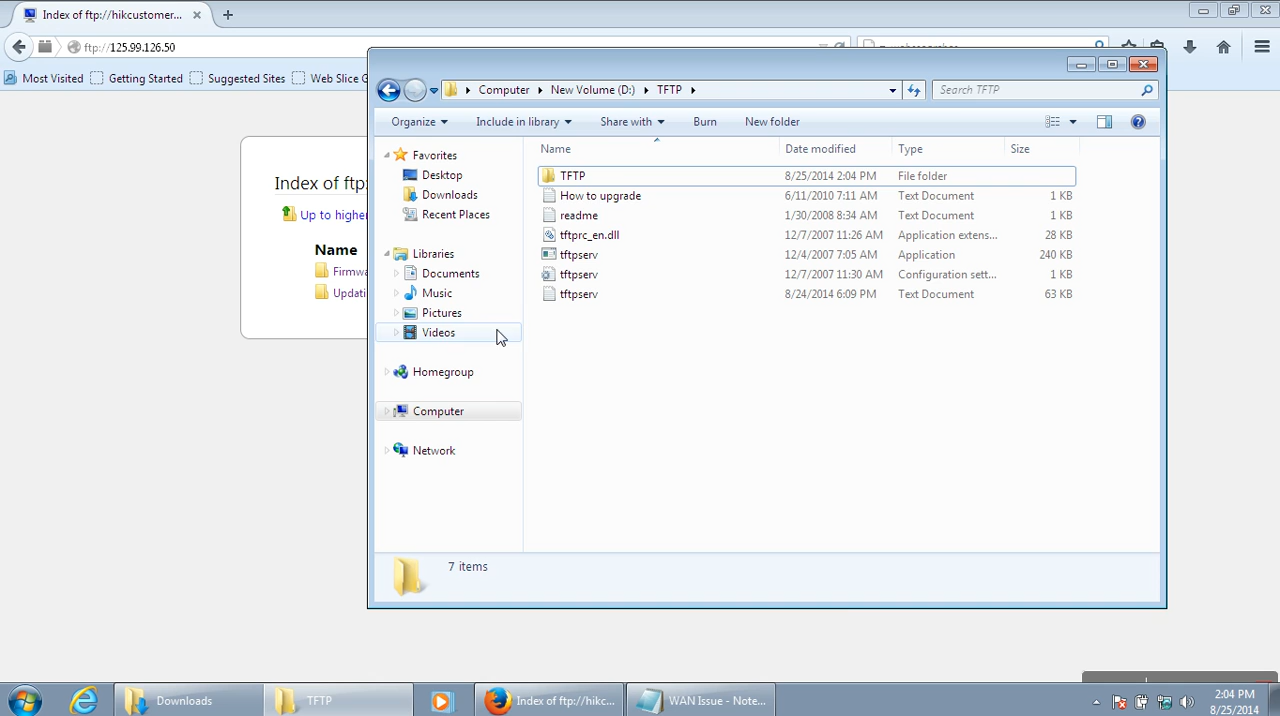 Index of ftp://hikcustomer...
ftp://125.99.126.50
Most Visited
Getting Started
Suggested Sites
Web Slice G
Index of ftp:
Up to higher
Name
Firmwa
Updati
Computer
New Volume (D:)
TFTP
Search TFTP
Organize
Include in library
Share with
Burn
New folder
Favorites
Desktop
Downloads
Recent Places
Libraries
Documents
Music
Pictures
Videos
Homegroup
Computer
Network
Name Date modified Type Size
TFTP 8/25/2014 2:04 PM File folder
How to upgrade 6/11/2010 7:11 AM Text Document 1 KB
readme 1/30/2008 8:34 AM Text Document 1 KB
tftprc_en.dll 12/7/2007 11:26 AM Application extens... 28 KB
tftpserv 12/4/2007 7:05 AM Application 240 KB
tftpserv 12/7/2007 11:30 AM Configuration sett... 1 KB
tftpserv 8/24/2014 6:09 PM Text Document 63 KB
7 items
Downloads
TFTP
Index of ftp://hikc...
WAN Issue - Note...
2:04 PM
8/25/2014